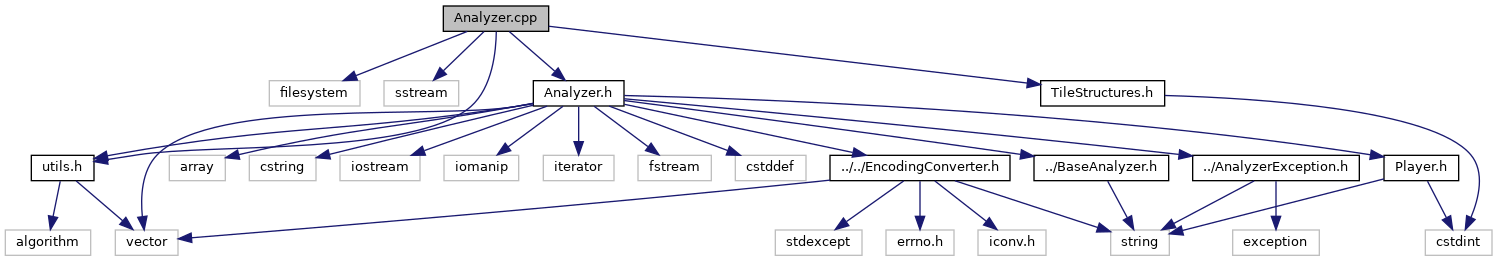 Analyzer.cpp
filesystem
sstream
Analyzer.h
TileStructures.h
utils.h
array
cstring
iostream
iomanip
iterator
fstream
cstddef
../../EncodingConverter.h
../BaseAnalyzer.h
../AnalyzerException.h
Player.h
algorithm
vector
stdexcept
errno.h
iconv.h
string
exception
cstdint